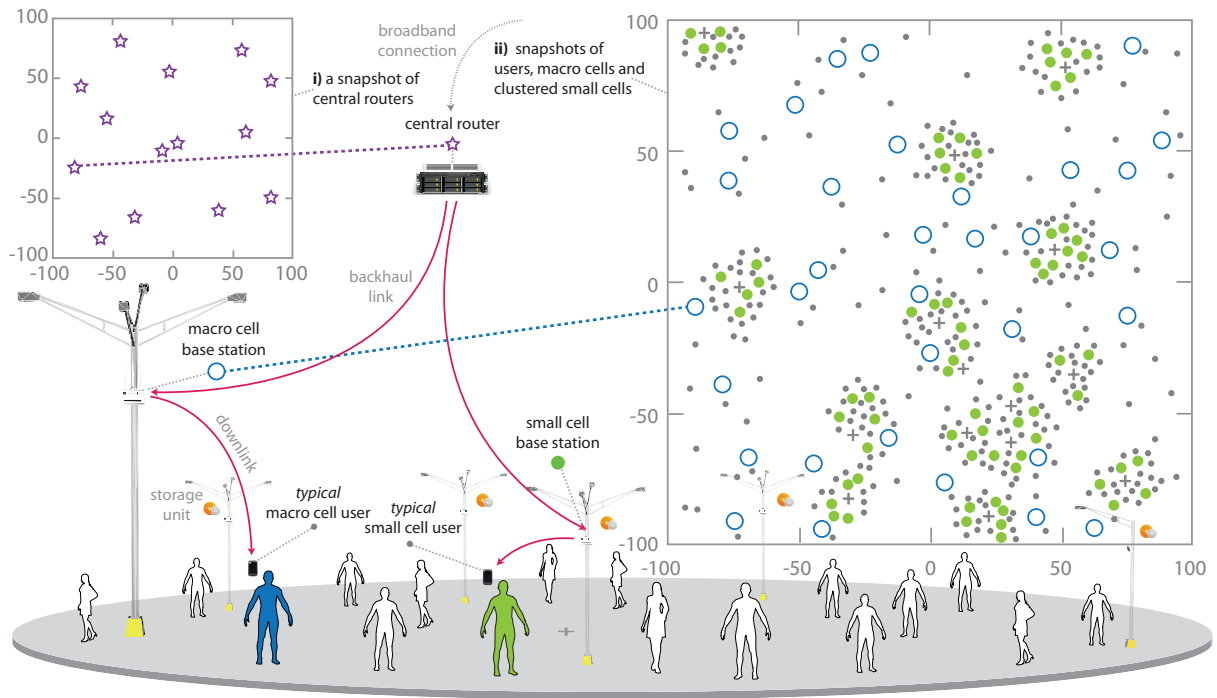 100
50
0
-50
-100
-100
-50
0
50
100
i) a snapshot of
central routers
broadband
connection
central router
ii) snapshots of
users, macro cells and
clustered small cells
100
50
0
-50
-100
-100
-50
0
50
100
backhaul
link
macro cell
base station
downlink
small cell
base station
storage
unit
typical
macro cell user
typical
small cell user